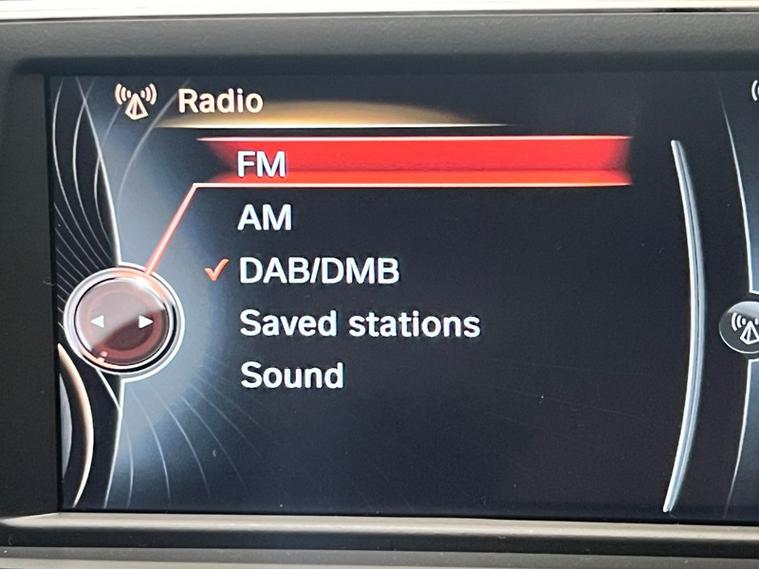 Radio
FM
AM
DAB/DMB
Saved stations
Sound